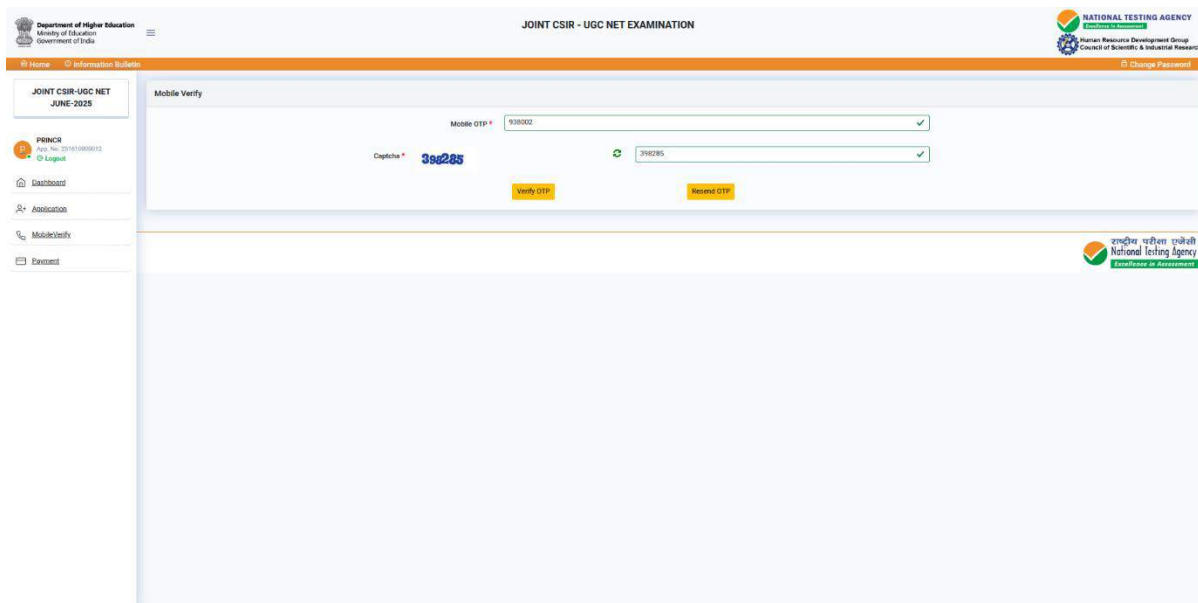 Department of Higher Education
Ministry of Education
Government of India
JOINT CSIR - UGC NET EXAMINATION
NATIONAL TESTING AGENCY
Excellence in Assessment
Human Resource Development Group
Council of Scientific & Industrial Researc
Home Information Bulletin
Change Password
JOINT CSIR-UGC NET
JUNE-2025
P
PRINCR
App. No.
Logout
Dashboard
Application
MobileVerify
Payment
Mobile Verify
Mobile OTP * 938002
Captcha * 398285 398285
Verify OTP Resend OTP
राष्ट्रीय परीक्षा एजेंसी
National Testing Agency
Excellence in Assessment